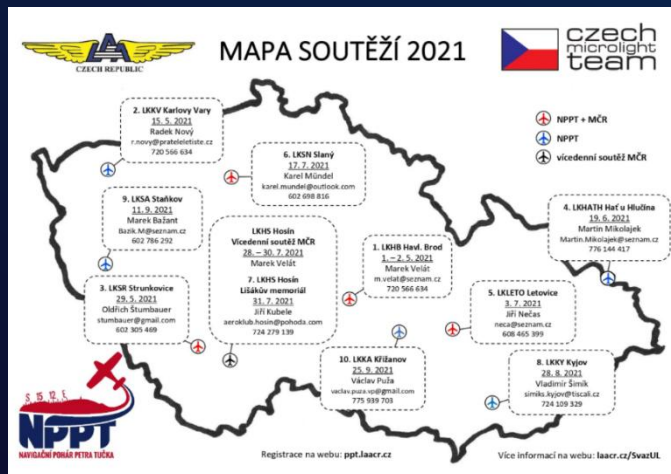 LAA
CZECH REPUBLIC
MAPA SOUTĚŽÍ 2021
czech
microlight
team
NPPT + MČR
NPPT
vícedenní soutěž MČR
2. LKKV Karlovy Vary
15. 5. 2021
Radek Nový
r.novy@prateleletiste.cz
720 566 634
6. LKSN Slaný
17. 7. 2021
Karel Mündel
karel.mundel@outlook.com
602 698 816
9. LKSA Staňkov
11. 9. 2021
Marek Bažant
Bazik.M@seznam.cz
602 786 292
LKHS Hosín
Vícedenní soutěž MČR
28. – 30. 7. 2021
Marek Velát
7. LKHS Hosín
Lišákův memoriál
31. 7. 2021
Jiří Kubele
aeroklub.hosin@pohoda.com
724 279 139
1. LKHB Havl. Brod
1. – 2. 5. 2021
Marek Velát
m.velat@seznam.cz
720 566 634
4. LKHATH Hať u Hlučína
19. 6. 2021
Martin Mikolajek
Martin.Mikolajek@seznam.cz
776 144 417
3. LKSR Strunkovice
29. 5. 2021
Oldřich Štumbauer
stumbauer@gmail.com
602 305 469
5. LKLETO Letovice
3. 7. 2021
Jiří Nečas
neca@seznam.cz
608 465 399
10. LKKA Křižanov
25. 9. 2021
Václav Puža
vaclav.puza.vp@gmail.com
775 939 703
8. LKKY Kyjov
28. 8. 2021
Vladimír Šimík
simiks.kyjov@tiscali.cz
724 109 329
S 15 12 E
NPPT
NAVIGAČNÍ POHÁR PETRA TUČKA
Registrace na webu: ppt.laacr.cz
Více informací na webu: laacr.cz/SvazUL